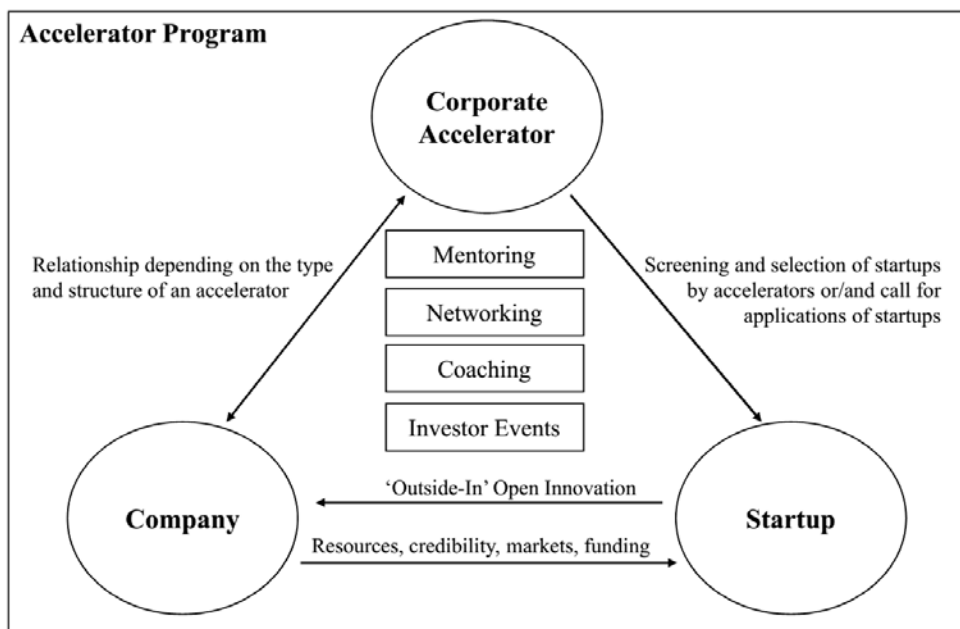 Accelerator Program
Corporate
Accelerator
Relationship depending on the type
and structure of an accelerator
Mentoring
Networking
Coaching
Investor Events
Screening and selection of startups
by accelerators or/and call for
applications of startups
Company
‘Outside-In’ Open Innovation
Resources, credibility, markets, funding
Startup